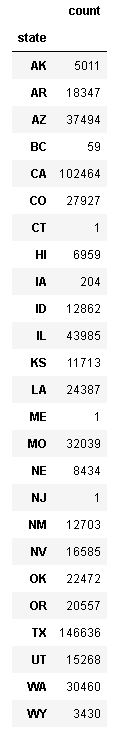 count
state
AK 5011
AR 18347
AZ 37494
BC 59
CA 102464
CO 27927
CT 1
HI 6959
IA 204
ID 12862
IL 43985
KS 11713
LA 24387
ME 1
MO 32039
NE 8434
NJ 1
NM 12703
NV 16585
OK 22472
OR 20557
TX 146636
UT 15268
WA 30460
WY 3430